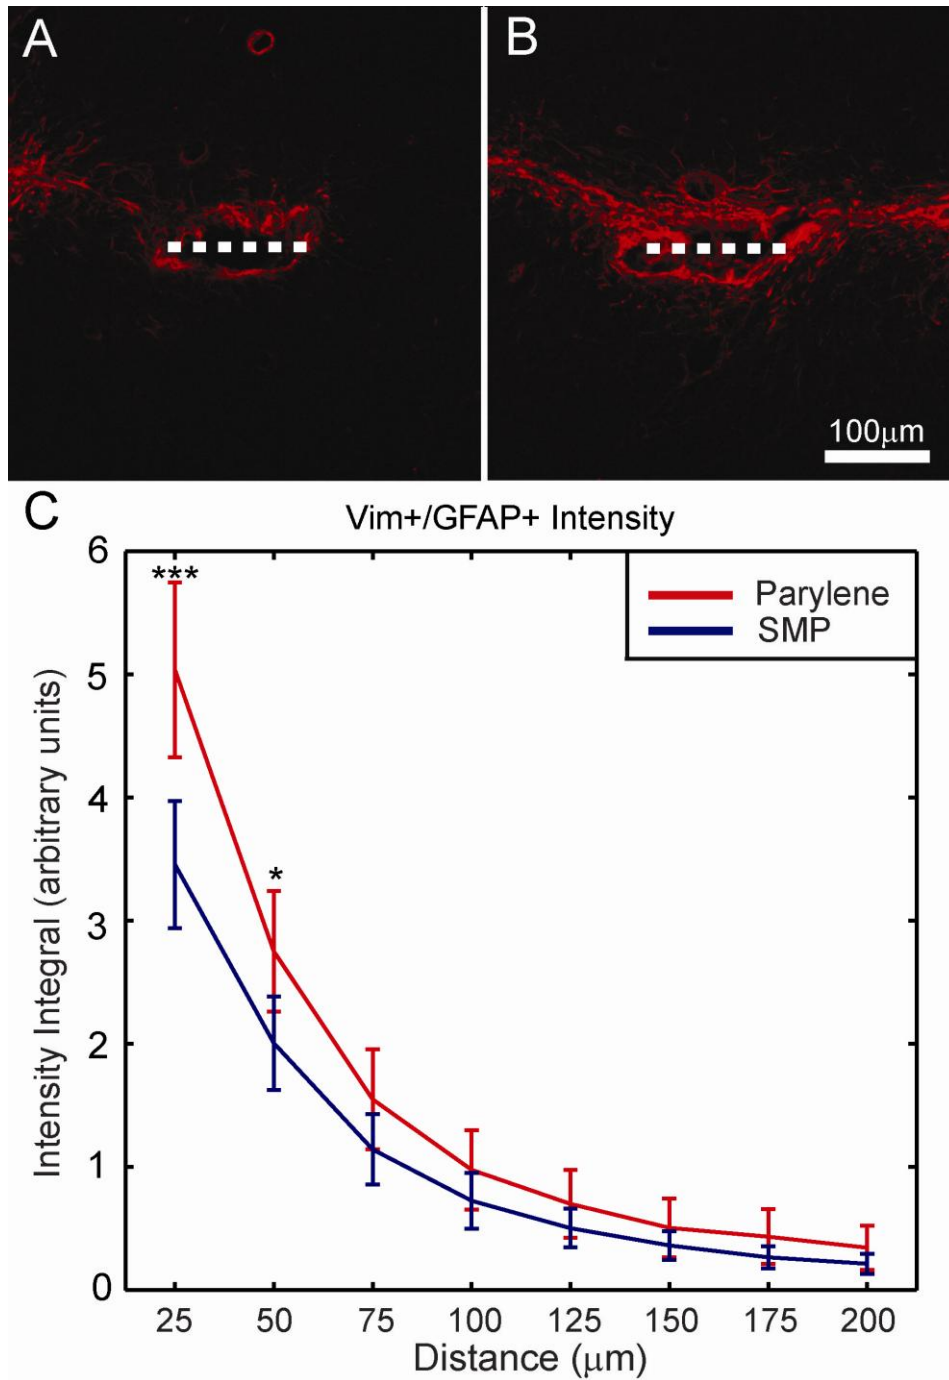 A
B
100μm
C
Vim+/GFAP+ Intensity
6
5
4
3
2
1
0
***
*
Parylene
SMP
Intensity Integral (arbitrary units)
25 50 75 100 125 150 175 200
Distance (μm)